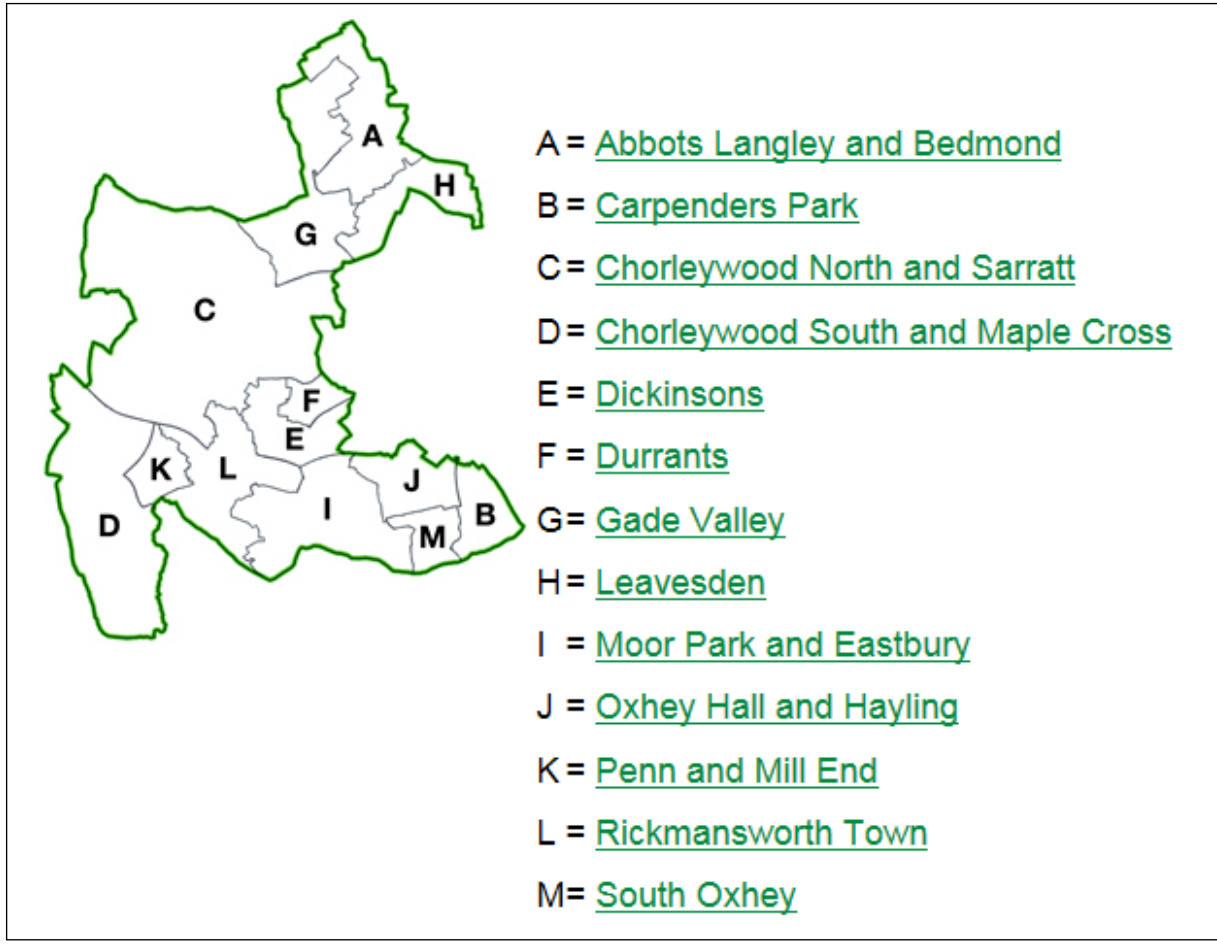 A
H
G
C
F
E
K
L
J
I
B
D
M
A = Abbots Langley and Bedmond
B = Carpenders Park
C = Chorleywood North and Sarratt
D = Chorleywood South and Maple Cross
E = Dickinsons
F = Durrants
G = Gade Valley
H = Leavesden
I = Moor Park and Eastbury
J = Oxhey Hall and Hayling
K = Penn and Mill End
L = Rickmansworth Town
M = South Oxhey